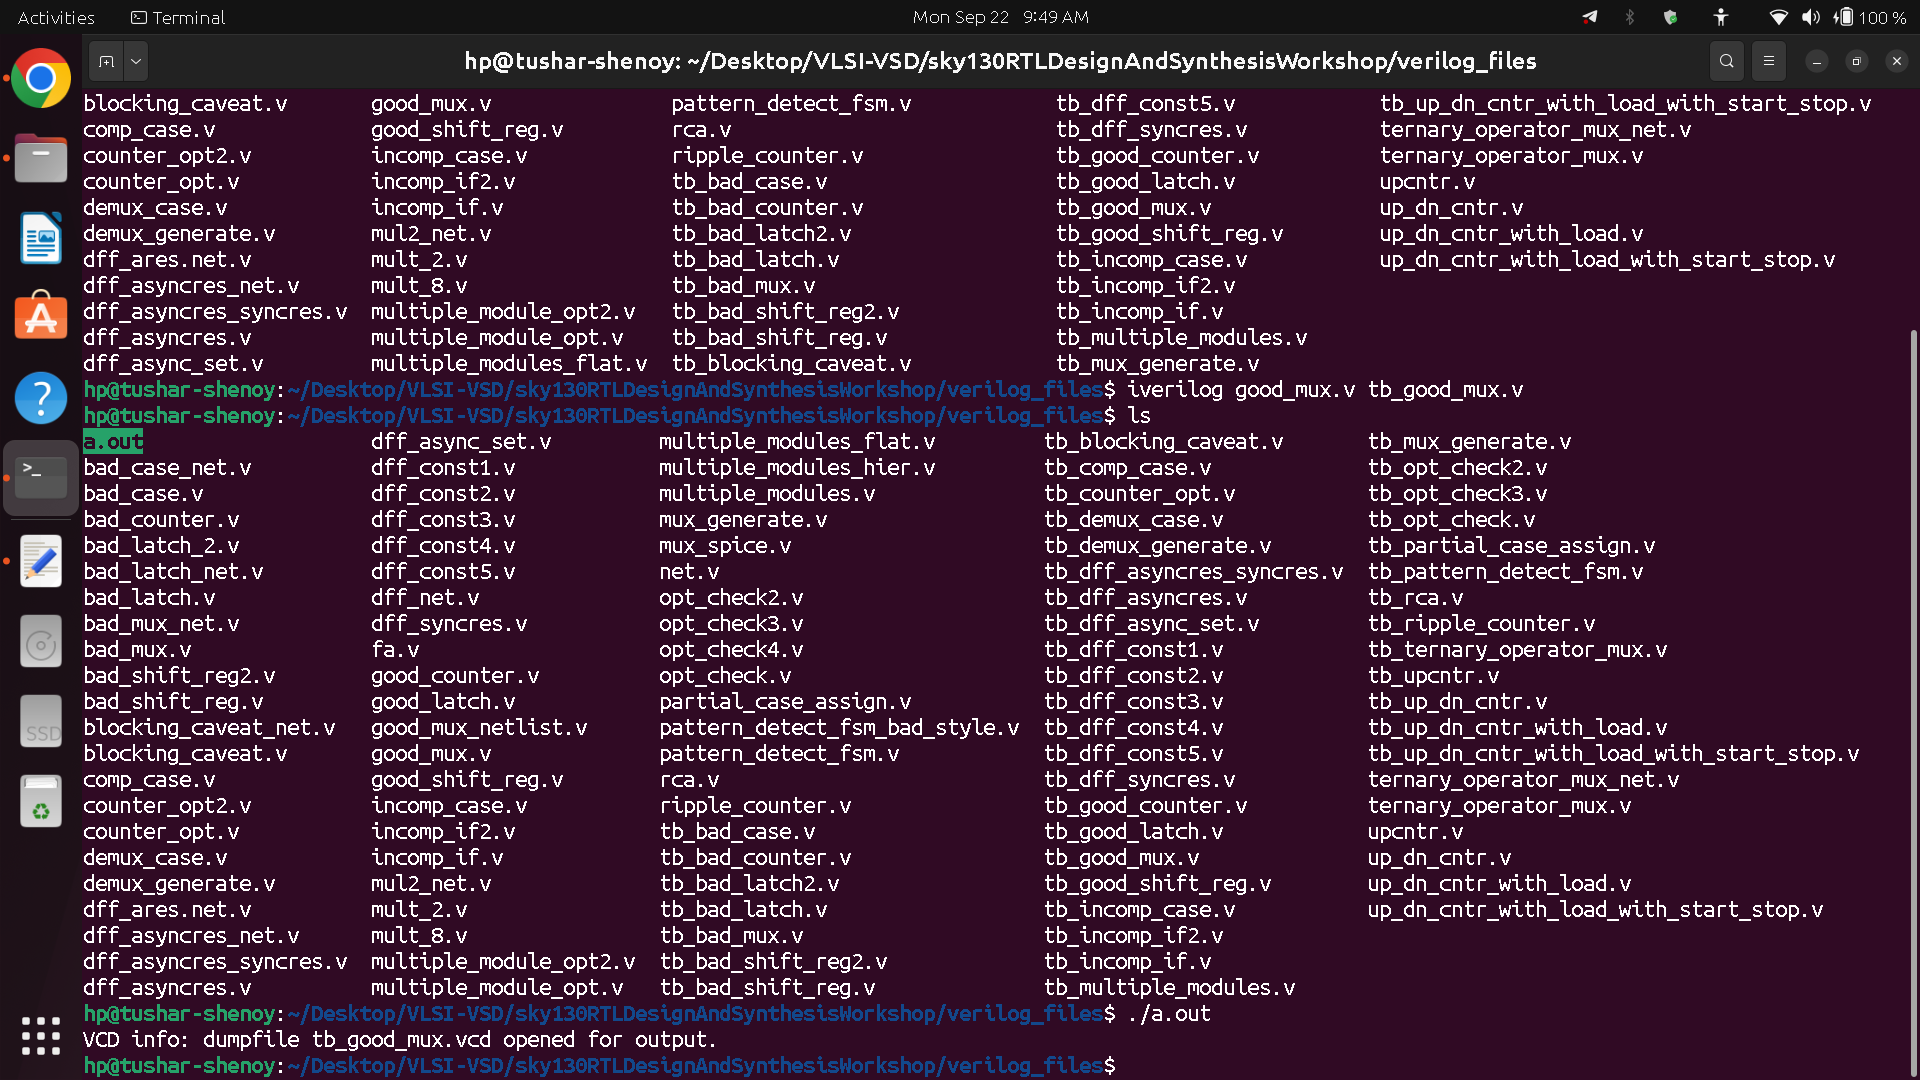 Activities Terminal Mon Sep 22 9:49 AM 100 %
hp@tushar-shenoy: ~/Desktop/VLSI-VSD/sky130RTLDesignAndSynthesisWorkshop/verilog_files
blocking_caveat.v good_mux.v pattern_detect_fsm.v tb_dff_const5.v tb_up_dn_cntr_with_load_with_start_stop.v
comp_case.v good_shift_reg.v rca.v tb_dff_syncres.v ternary_operator_mux_net.v
counter_opt2.v incomp_case.v ripple_counter.v tb_good_counter.v ternary_operator_mux.v
counter_opt.v incomp_if2.v tb_bad_case.v tb_good_latch.v upcntr.v
demux_case.v incomp_if.v tb_bad_counter.v tb_good_mux.v up_dn_cntr.v
demux_generate.v mul2_net.v tb_bad_latch2.v tb_good_shift_reg.v up_dn_cntr_with_load.v
dff_ares.net.v mult_2.v tb_bad_latch.v tb_incomp_case.v up_dn_cntr_with_load_with_start_stop.v
dff_asyncres_net.v mult_8.v tb_bad_mux.v tb_incomp_if2.v
dff_asyncres_syncres.v multiple_module_opt2.v tb_bad_shift_reg2.v tb_incomp_if.v
dff_asyncres.v multiple_module_opt.v tb_bad_shift_reg.v tb_multiple_modules.v
dff_async_set.v multiple_modules_flat.v tb_blocking_caveat.v tb_mux_generate.v
hp@tushar-shenoy:~/Desktop/VLSI-VSD/sky130RTLDesignAndSynthesisWorkshop/verilog_files$ iverilog good_mux.v tb_good_mux.v
hp@tushar-shenoy:~/Desktop/VLSI-VSD/sky130RTLDesignAndSynthesisWorkshop/verilog_files$ ls
a.out dff_async_set.v multiple_modules_flat.v tb_blocking_caveat.v tb_mux_generate.v
bad_case_net.v dff_const1.v multiple_modules_hier.v tb_comp_case.v tb_opt_check2.v
bad_case.v dff_const2.v multiple_modules.v tb_counter_opt.v tb_opt_check3.v
bad_counter.v dff_const3.v mux_generate.v tb_demux_case.v tb_opt_check.v
bad_latch_2.v dff_const4.v mux_spice.v tb_demux_generate.v tb_partial_case_assign.v
bad_latch_net.v dff_const5.v net.v tb_dff_asyncres_syncres.v tb_pattern_detect_fsm.v
bad_latch.v dff_net.v opt_check2.v tb_dff_asyncres.v tb_rca.v
bad_mux_net.v dff_syncres.v opt_check3.v tb_dff_async_set.v tb_ripple_counter.v
bad_mux.v fa.v opt_check4.v tb_dff_const1.v tb_ternary_operator_mux.v
bad_shift_reg2.v good_counter.v opt_check.v tb_dff_const2.v tb_upcntr.v
bad_shift_reg.v good_latch.v partial_case_assign.v tb_dff_const3.v tb_up_dn_cntr.v
blocking_caveat_net.v good_mux_netlist.v pattern_detect_fsm_bad_style.v tb_dff_const4.v tb_up_dn_cntr_with_load.v
blocking_caveat.v good_mux.v pattern_detect_fsm.v tb_dff_const5.v tb_up_dn_cntr_with_load_with_start_stop.v
comp_case.v good_shift_reg.v rca.v tb_dff_syncres.v ternary_operator_mux_net.v
counter_opt2.v incomp_case.v ripple_counter.v tb_good_counter.v ternary_operator_mux.v
counter_opt.v incomp_if2.v tb_bad_case.v tb_good_latch.v upcntr.v
demux_case.v incomp_if.v tb_bad_counter.v tb_good_mux.v up_dn_cntr.v
demux_generate.v mul2_net.v tb_bad_latch2.v tb_good_shift_reg.v up_dn_cntr_with_load.v
dff_ares.net.v mult_2.v tb_bad_latch.v tb_incomp_case.v up_dn_cntr_with_load_with_start_stop.v
dff_asyncres_net.v mult_8.v tb_bad_mux.v tb_incomp_if2.v
dff_asyncres_syncres.v multiple_module_opt2.v tb_bad_shift_reg2.v tb_incomp_if.v
dff_asyncres.v multiple_module_opt.v tb_bad_shift_reg.v tb_multiple_modules.v
hp@tushar-shenoy:~/Desktop/VLSI-VSD/sky130RTLDesignAndSynthesisWorkshop/verilog_files$ ./a.out
VCD info: dumpfile tb_good_mux.vcd opened for output.
hp@tushar-shenoy:~/Desktop/VLSI-VSD/sky130RTLDesignAndSynthesisWorkshop/verilog_files$
SSD